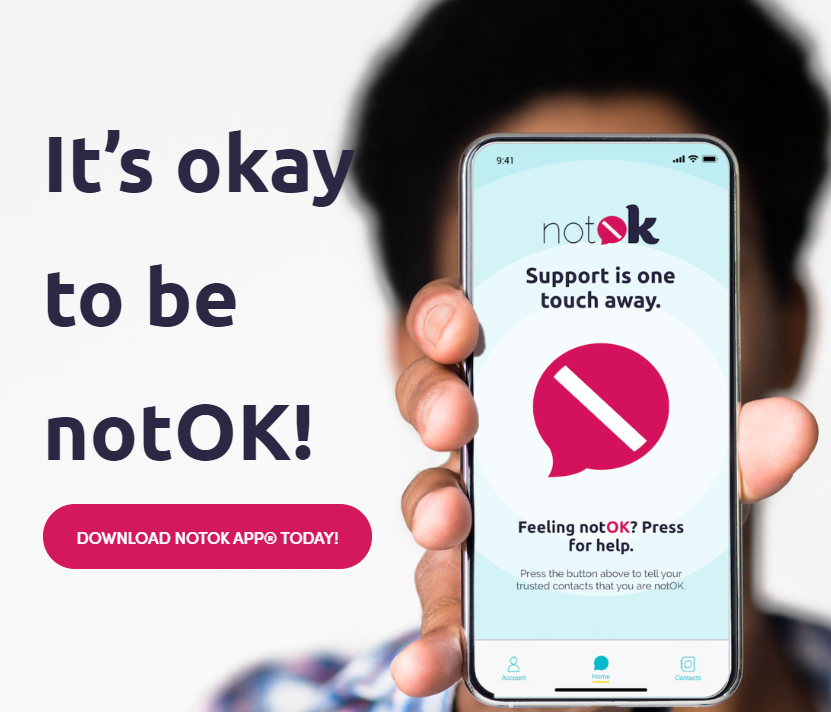 It’s okay
to be
notOK!
DOWNLOAD NOTOK APP® TODAY!
9:41
notok
Support is one
touch away.
Feeling notOK? Press
for help.
Press the button above to tell your
trusted contacts that you are notOK.
Account
Home
Contacts